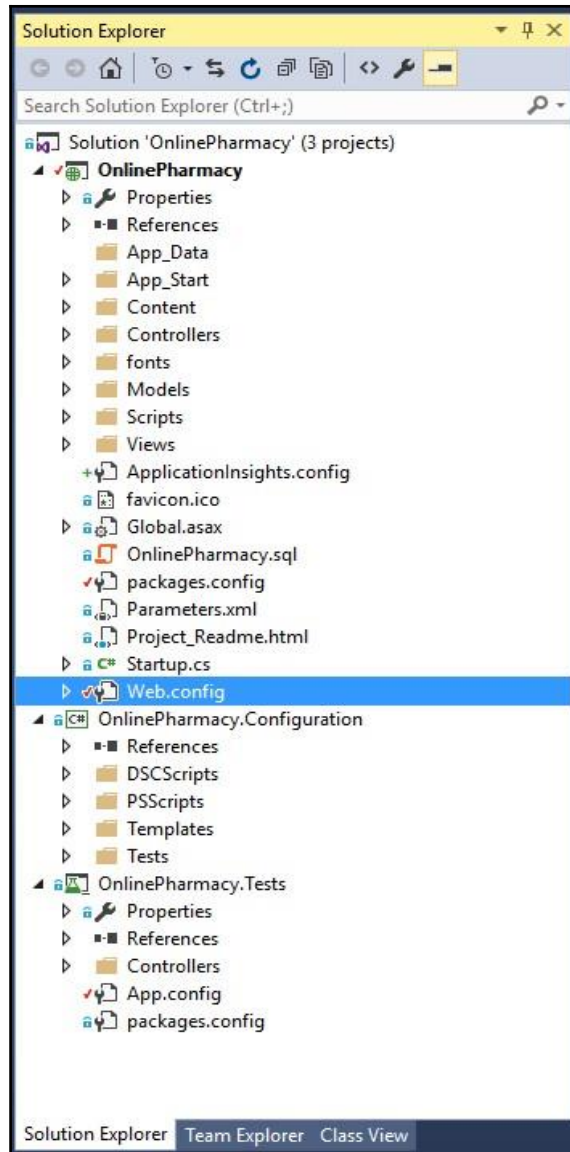 Solution Explorer
Search Solution Explorer (Ctrl+;)
Solution 'OnlinePharmacy' (3 projects)
OnlinePharmacy
Properties
References
App_Data
App_Start
Content
Controllers
fonts
Models
Scripts
Views
ApplicationInsights.config
favicon.ico
Global.asax
OnlinePharmacy.sql
packages.config
Parameters.xml
Project_Readme.html
C# Startup.cs
Web.config
C# OnlinePharmacy.Configuration
References
DSCScripts
PSScripts
Templates
Tests
OnlinePharmacy.Tests
Properties
References
Controllers
App.config
packages.config
Solution Explorer Team Explorer Class View